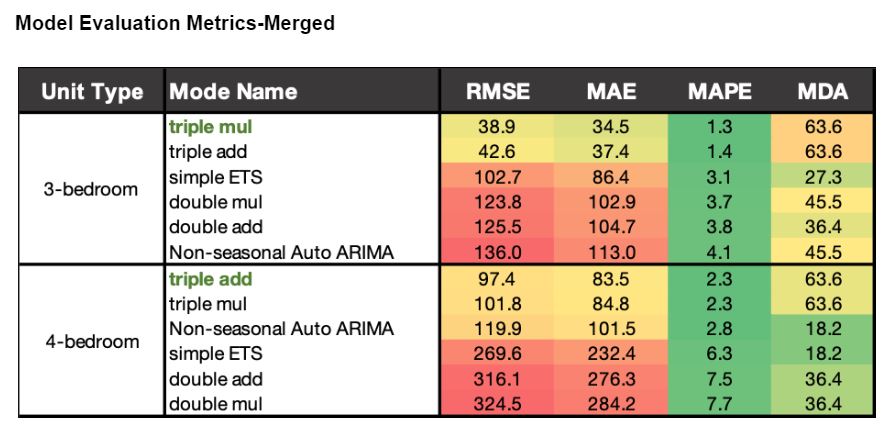 Model Evaluation Metrics-Merged
Unit Type Mode Name RMSE MAE MAPE MDA
3-bedroom
triple mul 38.9 34.5 1.3 63.6
triple add 42.6 37.4 1.4 63.6
simple ETS 102.7 86.4 3.1 27.3
double mul 123.8 102.9 3.7 45.5
double add 125.5 104.7 3.8 36.4
Non-seasonal Auto ARIMA 136.0 113.0 4.1 45.5
4-bedroom
triple add 97.4 83.5 2.3 63.6
triple mul 101.8 84.8 2.3 63.6
Non-seasonal Auto ARIMA 119.9 101.5 2.8 18.2
simple ETS 269.6 232.4 6.3 18.2
double add 316.1 276.3 7.5 36.4
double mul 324.5 284.2 7.7 36.4